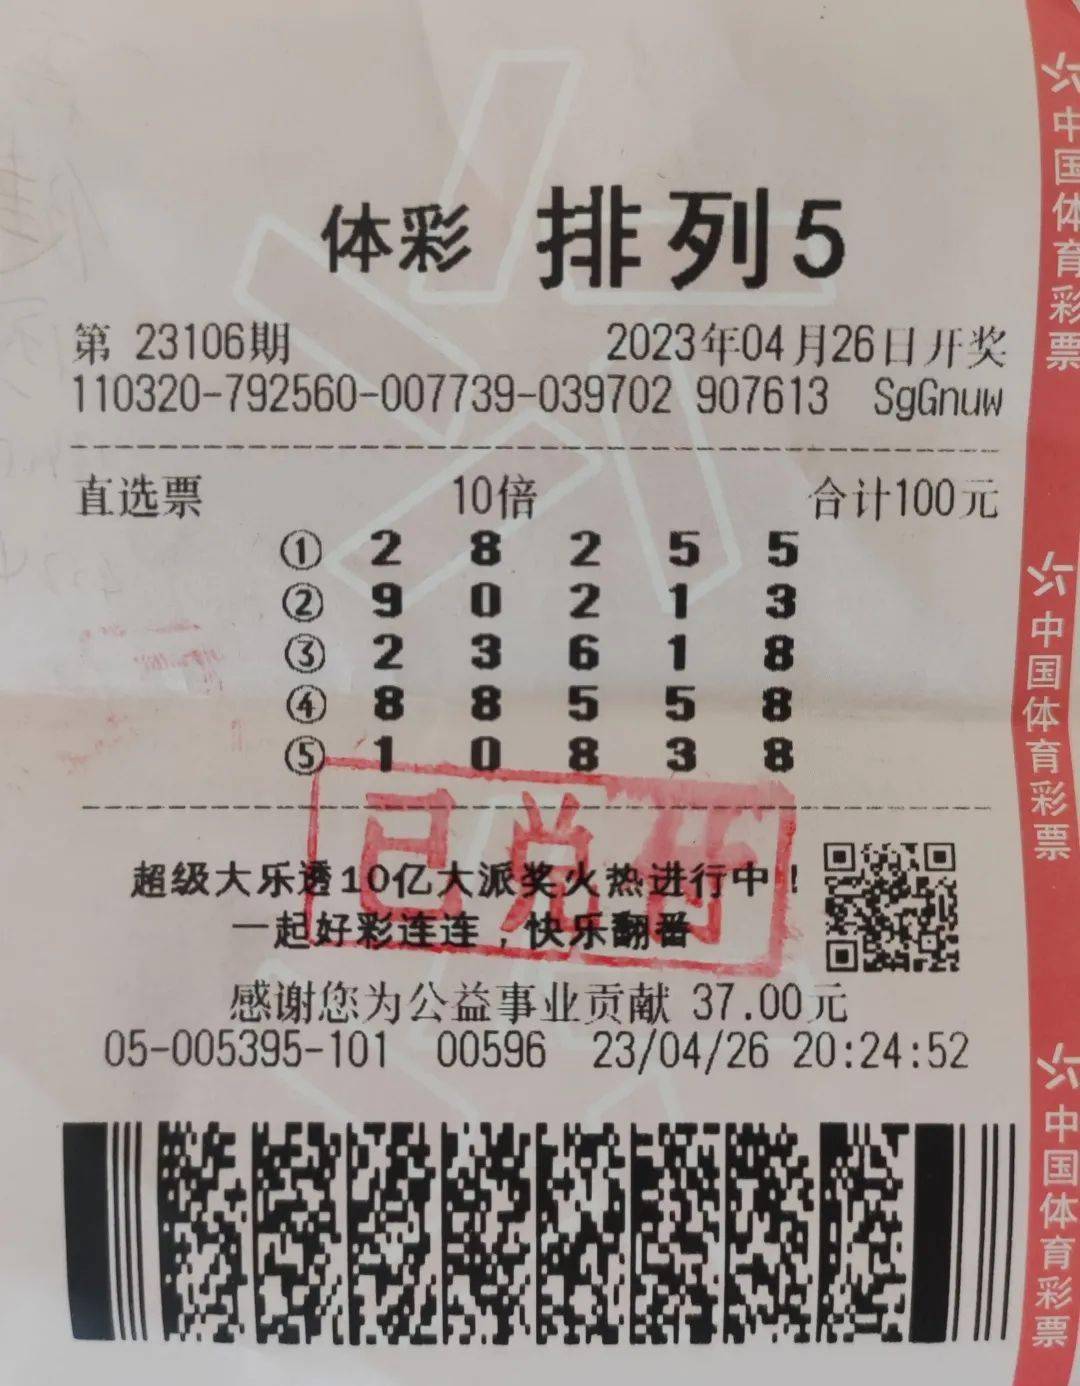 体彩 排列5
第 23106期 2023年04月26日开奖
110320-792560-007739-039702 907613 SgGnuw
直选票 10倍 合计100元
① 2 8 2 5 5
② 9 0 2 1 3
③ 2 3 6 1 8
④ 8 8 5 5 8
⑤ 1 0 8 3 8
已兑付
超级大乐透10亿大派奖火热进行中!
一起好彩连连,快乐翻番
感谢您为公益事业贡献 37.00元
05-005395-101 00596 23/04/26 20:24:52
中国体育彩票
中国体育彩票
中国体育彩票